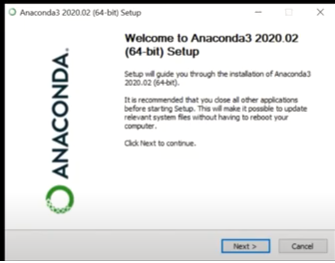 Anaconda3 2020.02 (64-bit) Setup
ANACONDA.
Welcome to Anaconda3 2020.02
(64-bit) Setup
Setup will guide you through the installation of Anaconda3
2020.02 (64-bit).
It is recommended that you close all other applications
before starting Setup. This will make it possible to update
relevant system files without having to reboot your
computer.
Click Next to continue.
Next >
Cancel